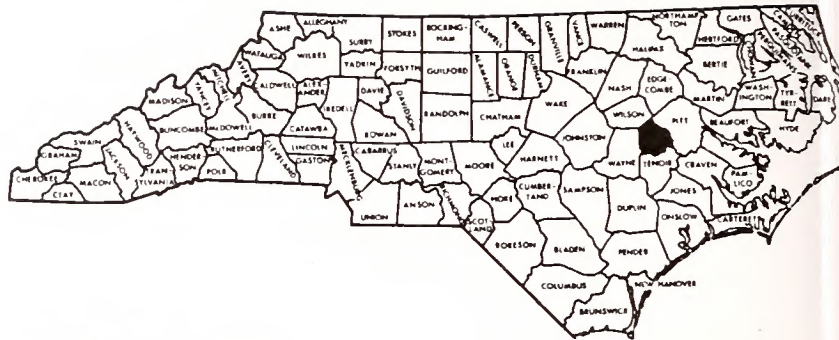 ASHE
ALLEGHANY
SURRY
STOKES
ROCKING-
HAM
CASWELL
PERSON
GRANVILLE
VANCE
WARREN
NORTHAMP
TON
GATES
HERTFORD
CURRITUCK
CAMDEN
PASQUOTANK
PERQUIMANS
CHOWAN
WATAUGA
WILKES
YADKIN
FORSYTH
GUILFORD
ALAMANCE
ORANGE
DURHAM
FRANKLIN
HALIFAX
BERTIE
NASH
EDGE
COMBE
MARTIN
WASH-
INGTON
TYR-
RELL
DARE
MITCHELL
AVERY
CALDWELL
ALEX-
ANDER
IREDELL
DAVIE
DAVIDSON
RANDOLPH
CHATHAM
WAKE
WILSON
PITT
BEAUFORT
HYDE
MADISON
YANCEY
BURKE
CATAWBA
ROWAN
JOHNSTON
SWAIN
HAYWOOD
BUNCOMBE
McDOWELL
LINCOLN
CABARRUS
STANLY
MONT-
GOMERY
MOORE
LEE
HARNETT
WAYNE
LENOIR
CRAVEN
PAM-
LICO
GRAHAM
JACKSON
HENDER
SON
RUTHERFORD
CLEVELAND
GASTON
MECKLENBURG
CHEROKEE
CLAY
MACON
TRAN-
SYLVANIA
POLK
UNION
ANSON
RICHMOND
SCOT-
LAND
HOKE
CUMBER-
LAND
SAMPSON
DUPLIN
JONES
ONSLOW
CARTERET
ROBESON
BLADEN
PENDER
COLUMBUS
NEW HANOVER
BRUNSWICK